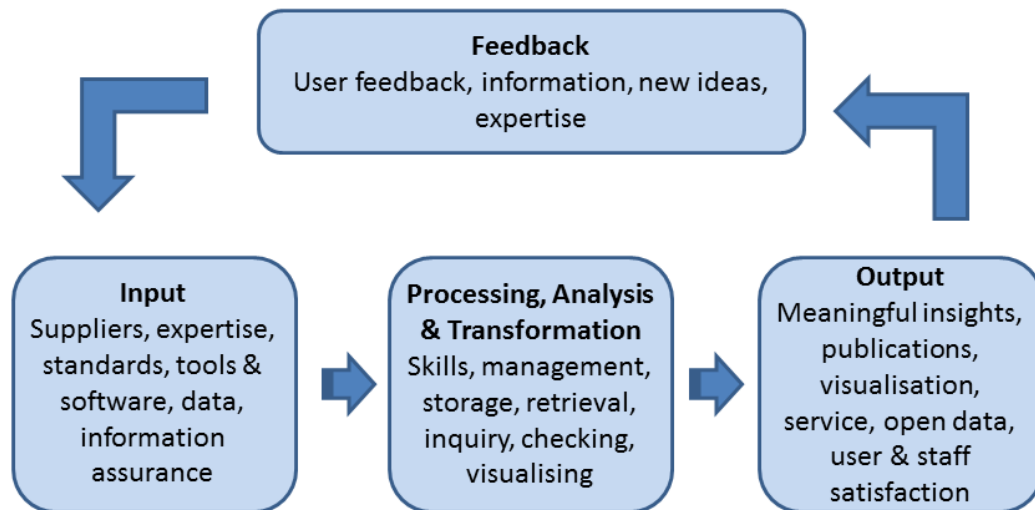 Feedback
User feedback, information, new ideas,
expertise
Input
Suppliers, expertise,
standards, tools &
software, data,
information
assurance
Processing, Analysis
& Transformation
Skills, management,
storage, retrieval,
inquiry, checking,
visualising
Output
Meaningful insights,
publications,
visualisation,
service, open data,
user & staff
satisfaction